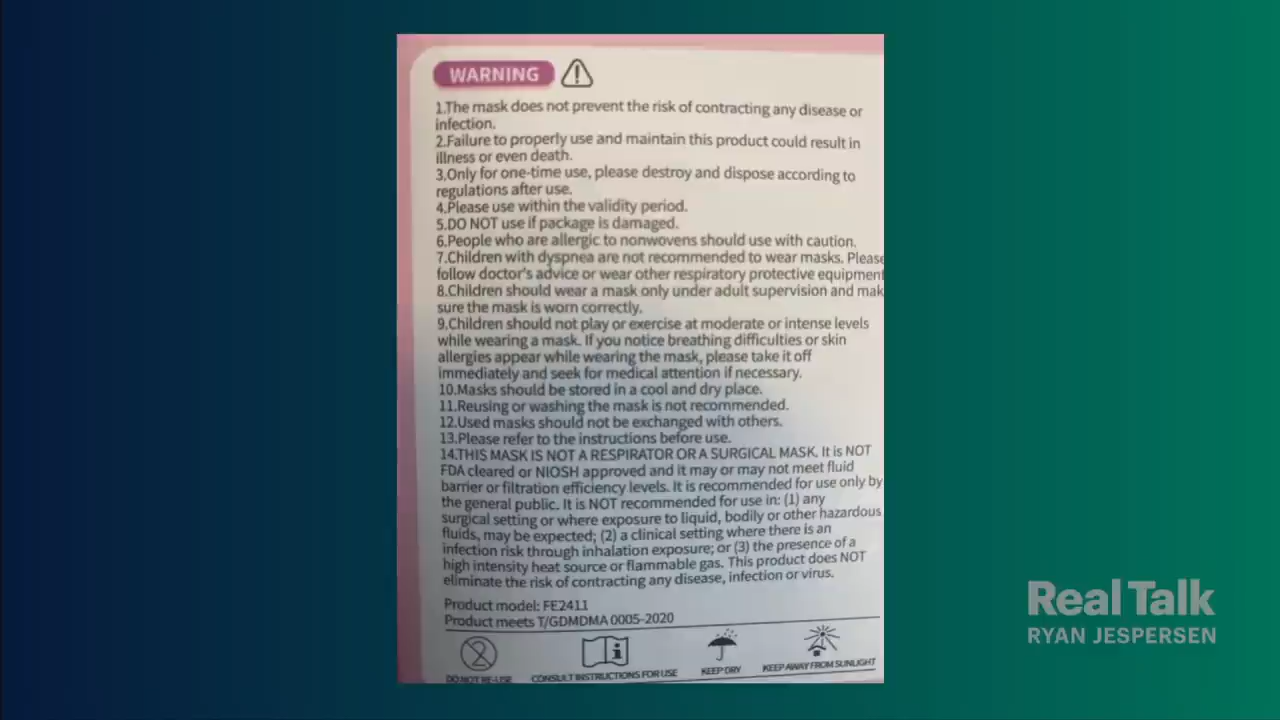 WARNING
1.The mask does not prevent the risk of contracting any disease or
infection.
2.Failure to properly use and maintain this product could result in
illness or even death.
3.Only for one-time use, please destroy and dispose according to
regulations after use.
4.Please use within the validity period.
5.DO NOT use if package is damaged.
6.People who are allergic to nonwovens should use with caution.
7.Children with dyspnea are not recommended to wear masks. Please
follow doctor's advice or wear other respiratory protective equipment
8.Children should wear a mask only under adult supervision and mak
sure the mask is worn correctly.
9.Children should not play or exercise at moderate or intense levels
while wearing a mask. If you notice breathing difficulties or skin
allergies appear while wearing the mask, please take it off
immediately and seek for medical attention if necessary.
10.Masks should be stored in a cool and dry place.
11.Reusing or washing the mask is not recommended.
12.Used masks should not be exchanged with others.
13.Please refer to the instructions before use.
14.THIS MASK IS NOT A RESPIRATOR OR A SURGICAL MASK. It is NOT
FDA cleared or NIOSH approved and it may or may not meet fluid
barrier or filtration efficiency levels. It is recommended for use only by
the general public. It is NOT recommended for use in: (1) any
surgical setting or where exposure to liquid, bodily or other hazardous
fluids, may be expected; (2) a clinical setting where there is an
infection risk through inhalation exposure; or (3) the presence of a
high intensity heat source or flammable gas. This product does NOT
eliminate the risk of contracting any disease, infection or virus.
Product model: FE2411
Product meets T/GDMDMA 0005-2020
2
DO NOT RE-USE
CONSULT INSTRUCTIONS FOR USE
KEEP DRY
KEEP AWAY FROM SUNLIGHT
Real Talk
RYAN JESPERSEN